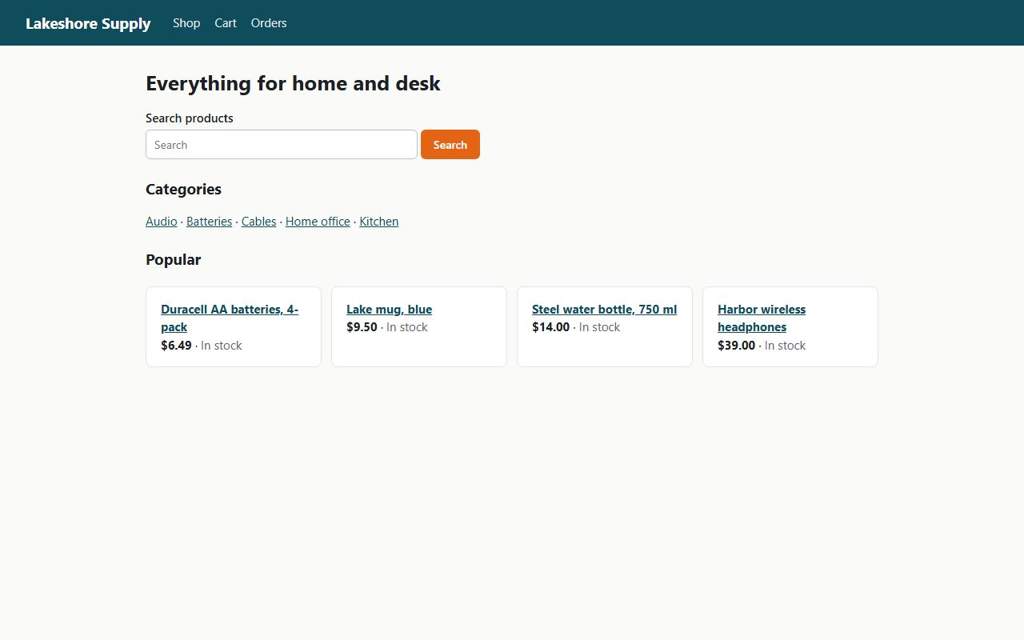 Lakeshore Supply Shop Cart Orders
Everything for home and desk
Search products
Search Search
Categories
Audio · Batteries · Cables · Home office · Kitchen
Popular
Duracell AA batteries, 4-
pack
$6.49 · In stock
Lake mug, blue
$9.50 · In stock
Steel water bottle, 750 ml
$14.00 · In stock
Harbor wireless
headphones
$39.00 · In stock